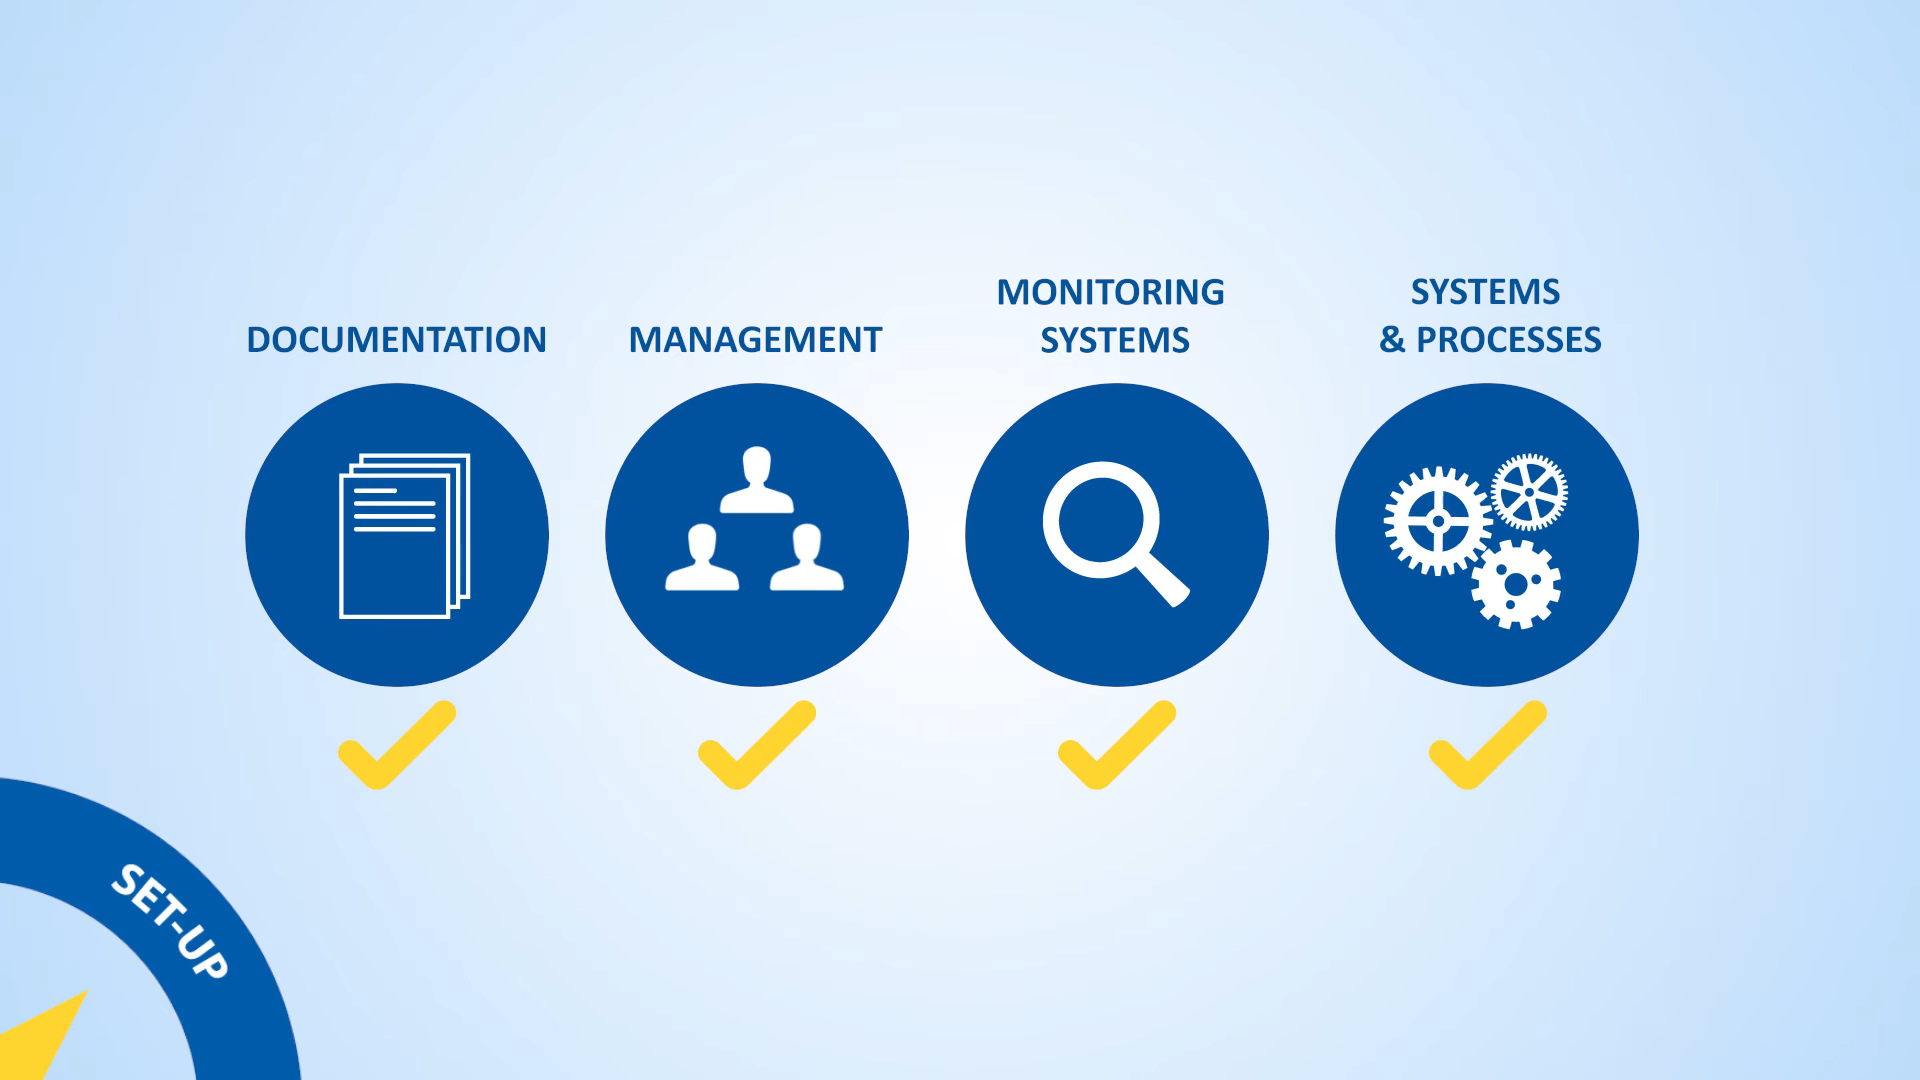 DOCUMENTATION
MANAGEMENT
MONITORING
SYSTEMS
SYSTEMS
& PROCESSES
SET-UP